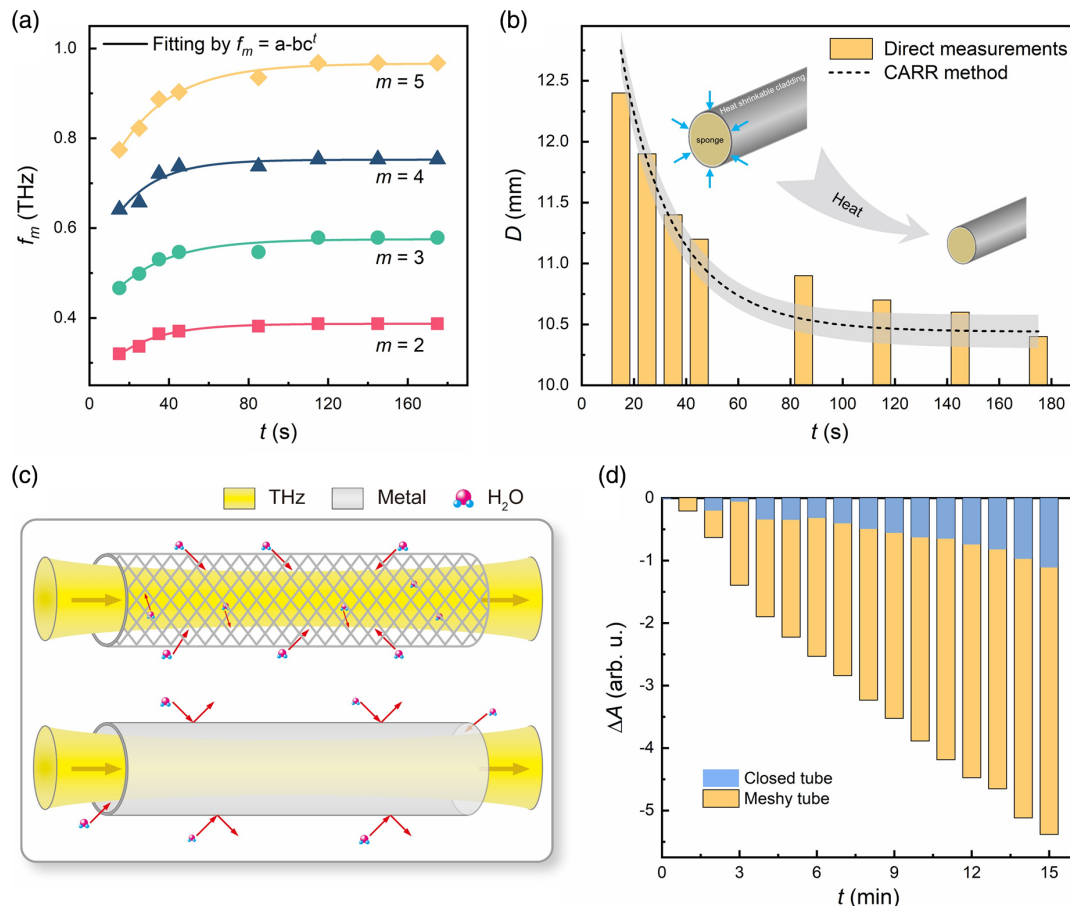 (a)
Fitting by fm = a-bc^t
m = 5
m = 4
m = 3
m = 2
1.0
0.8
0.6
0.4
fm (THz)
0 40 80 120 160
t (s)
(b)
Direct measurements
CARR method
Heat shrinkable cladding
sponge
Heat
12.5
12.0
11.5
11.0
10.5
10.0
D (mm)
0 20 40 60 80 100 120 140 160 180
t (s)
(c)
THz Metal H2O
(d)
0
-1
-2
-3
-4
-5
ΔA (arb. u.)
Closed tube
Meshy tube
3 6 9 12 15
t (min)